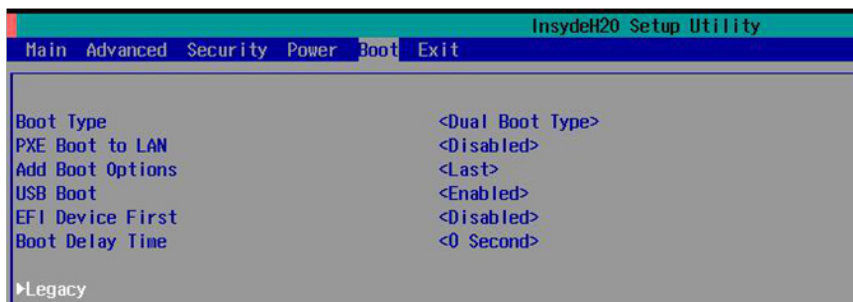 InsydeH20 Setup Utility
Main Advanced Security Power Boot Exit
Boot Type <Dual Boot Type>
PXE Boot to LAN <Disabled>
Add Boot Options <Last>
USB Boot <Enabled>
EFI Device First <Disabled>
Boot Delay Time <0 Second>
▶Legacy